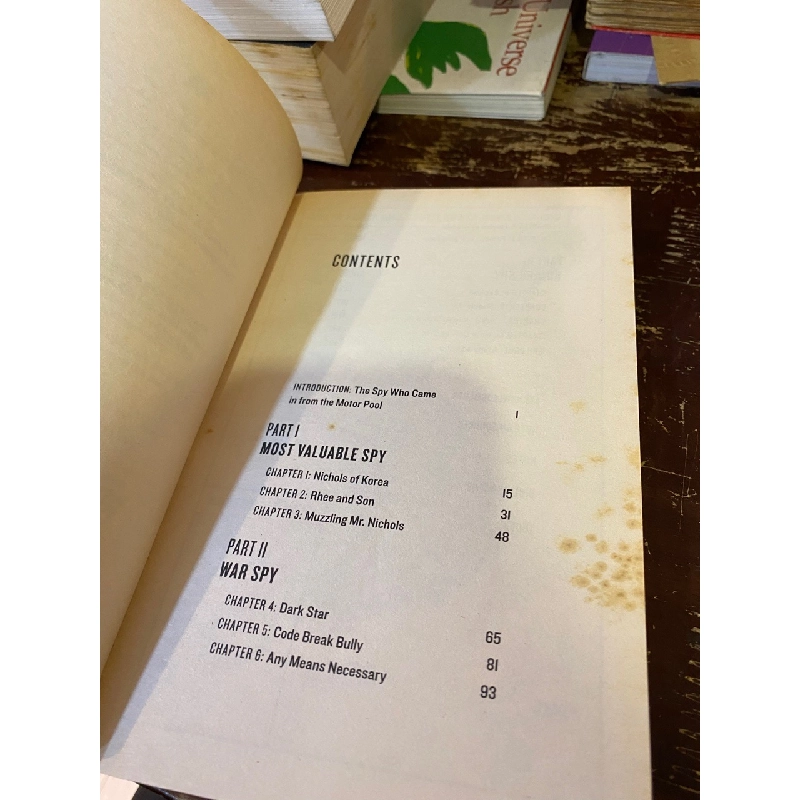 Universe
sh
CONTENTS
INTRODUCTION: The Spy Who Came
in from the Motor Pool 1
PART I
MOST VALUABLE SPY
CHAPTER 1: Nichols of Korea 15
CHAPTER 2: Rhee and Son 31
CHAPTER 3: Muzzling Mr. Nichols 48
PART II
WAR SPY
CHAPTER 4: Dark Star 65
CHAPTER 5: Code Break Bully 81
CHAPTER 6: Any Means Necessary 93